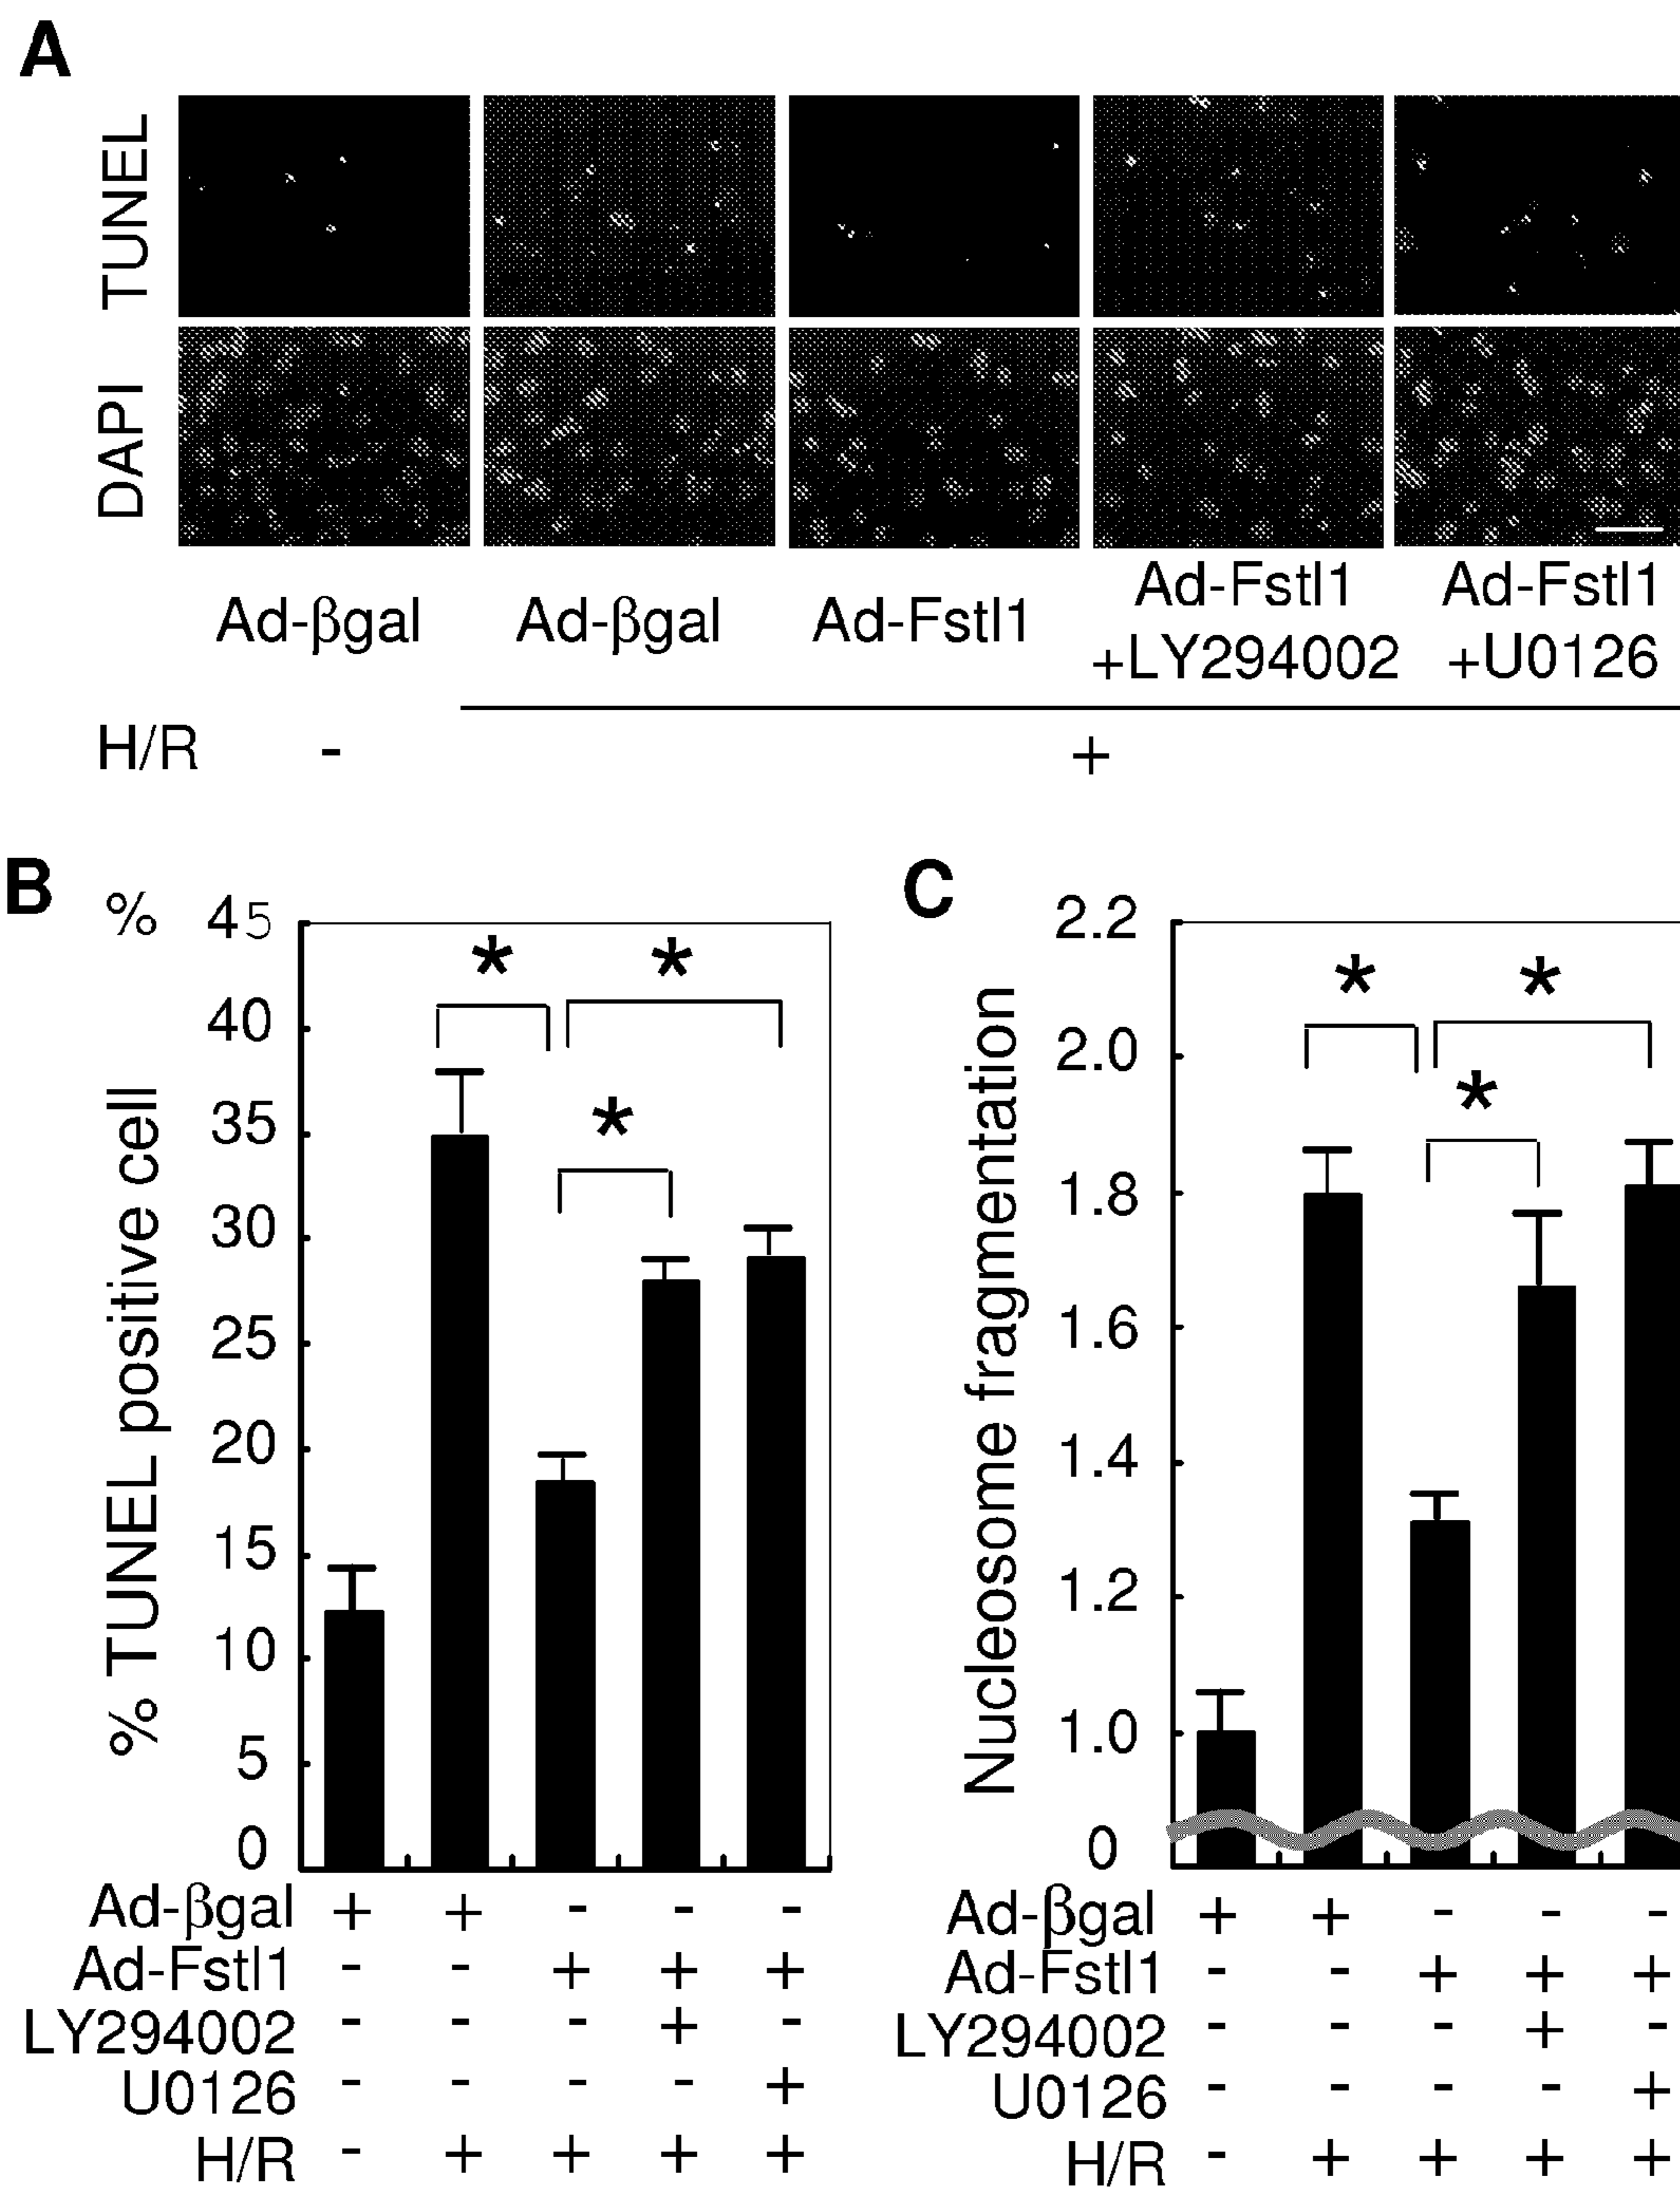 A
TUNEL
DAPI
Ad-βgal Ad-βgal Ad-Fstl1 Ad-Fstl1 +LY294002 Ad-Fstl1 +U0126
H/R - +
B
%
% TUNEL positive cell
45
40
35
30
25
20
15
10
5
0
* *
*
Ad-βgal + + - - -
Ad-Fstl1 - - + + +
LY294002 - - - + -
U0126 - - - - +
H/R - + + + +
C
Nucleosome fragmentation
2.2
2.0
1.8
1.6
1.4
1.2
1.0
0
* *
*
Ad-βgal + + - - -
Ad-Fstl1 - - + + +
LY294002 - - - + -
U0126 - - - - +
H/R - + + + +